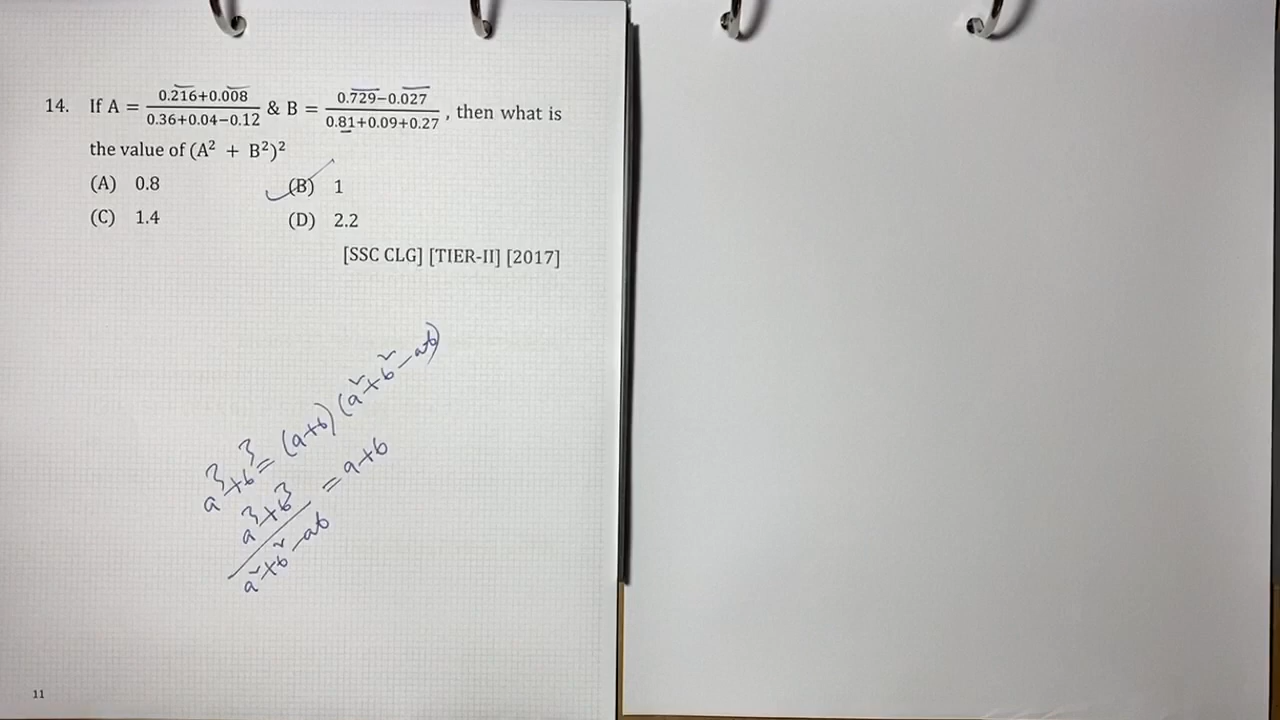 14. If A = (0.216+0.008)/(0.36+0.04−0.12) & B = (0.729−0.027)/(0.81+0.09+0.27) , then what is
the value of (A² + B²)²
(A) 0.8 (B) 1
(C) 1.4 (D) 2.2
[SSC CLG] [TIER-II] [2017]
a³+b³ = (a+b) (a²+b²−ab)
(a³+b³)/(a²+b²−ab) = a+b
11